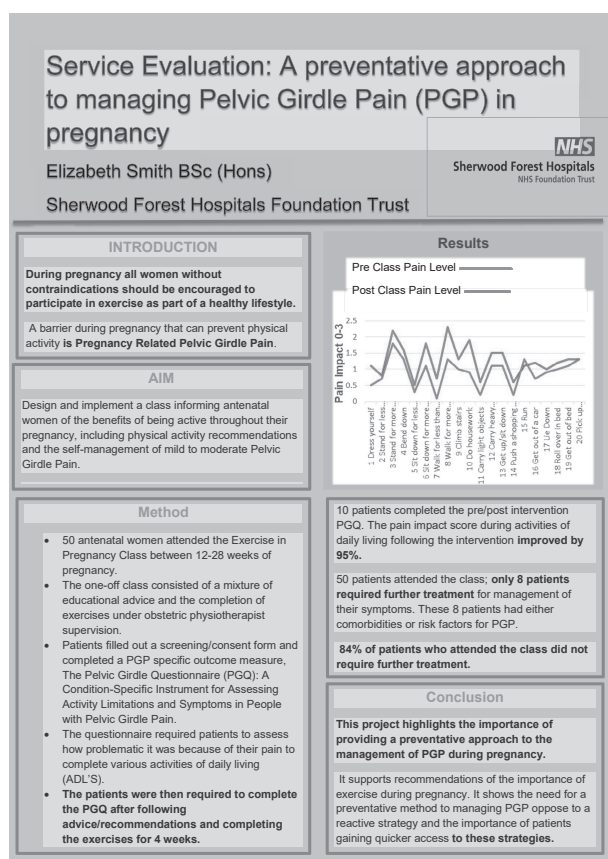 Service Evaluation: A preventative approach
to managing Pelvic Girdle Pain (PGP) in
pregnancy
Elizabeth Smith BSc (Hons)
Sherwood Forest Hospitals Foundation Trust
NHS
Sherwood Forest Hospitals
NHS Foundation Trust
INTRODUCTION
During pregnancy all women without
contraindications should be encouraged to
participate in exercise as part of a healthy lifestyle.
A barrier during pregnancy that can prevent physical
activity is Pregnancy Related Pelvic Girdle Pain.
AIM
Design and implement a class informing antenatal
women of the benefits of being active throughout their
pregnancy, including physical activity recommendations
and the self-management of mild to moderate Pelvic
Girdle Pain.
Method
• 50 antenatal women attended the Exercise in
Pregnancy Class between 12-28 weeks of
pregnancy.
• The one-off class consisted of a mixture of
educational advice and the completion of
exercises under obstetric physiotherapist
supervision.
• Patients filled out a screening/consent form and
completed a PGP specific outcome measure,
The Pelvic Girdle Questionnaire (PGQ): A
Condition-Specific Instrument for Assessing
Activity Limitations and Symptoms in People
with Pelvic Girdle Pain.
• The questionnaire required patients to assess
how problematic it was because of their pain to
complete various activities of daily living
(ADL'S).
• The patients were then required to complete
the PGQ after following
advice/recommendations and completing
the exercises for 4 weeks.
Results
Pre Class Pain Level
Post Class Pain Level
Pain Impact 0-3
2.5
2
1.5
1
0.5
0
1 Dress yourself
2 Stand for less...
3 Stand for more...
4 Bend down
5 Sit down for less...
6 Sit down for more...
7 Walk for less than...
8 Walk for more...
9 Climb stairs
10 Do housework
11 Carry light objects
12 Carry heavy...
13 Get up/sit down
14 Push a shopping...
15 Run
16 Get out of a car
17 Lie Down
18 Roll over in bed
19 Get out of bed
20 Pick up...
10 patients completed the pre/post intervention
PGQ. The pain impact score during activities of
daily living following the intervention improved by
95%.
50 patients attended the class; only 8 patients
required further treatment for management of
their symptoms. These 8 patients had either
comorbidities or risk factors for PGP.
84% of patients who attended the class did not
require further treatment.
Conclusion
This project highlights the importance of
providing a preventative approach to the
management of PGP during pregnancy.
It supports recommendations of the importance of
exercise during pregnancy. It shows the need for a
preventative method to managing PGP oppose to a
reactive strategy and the importance of patients
gaining quicker access to these strategies.